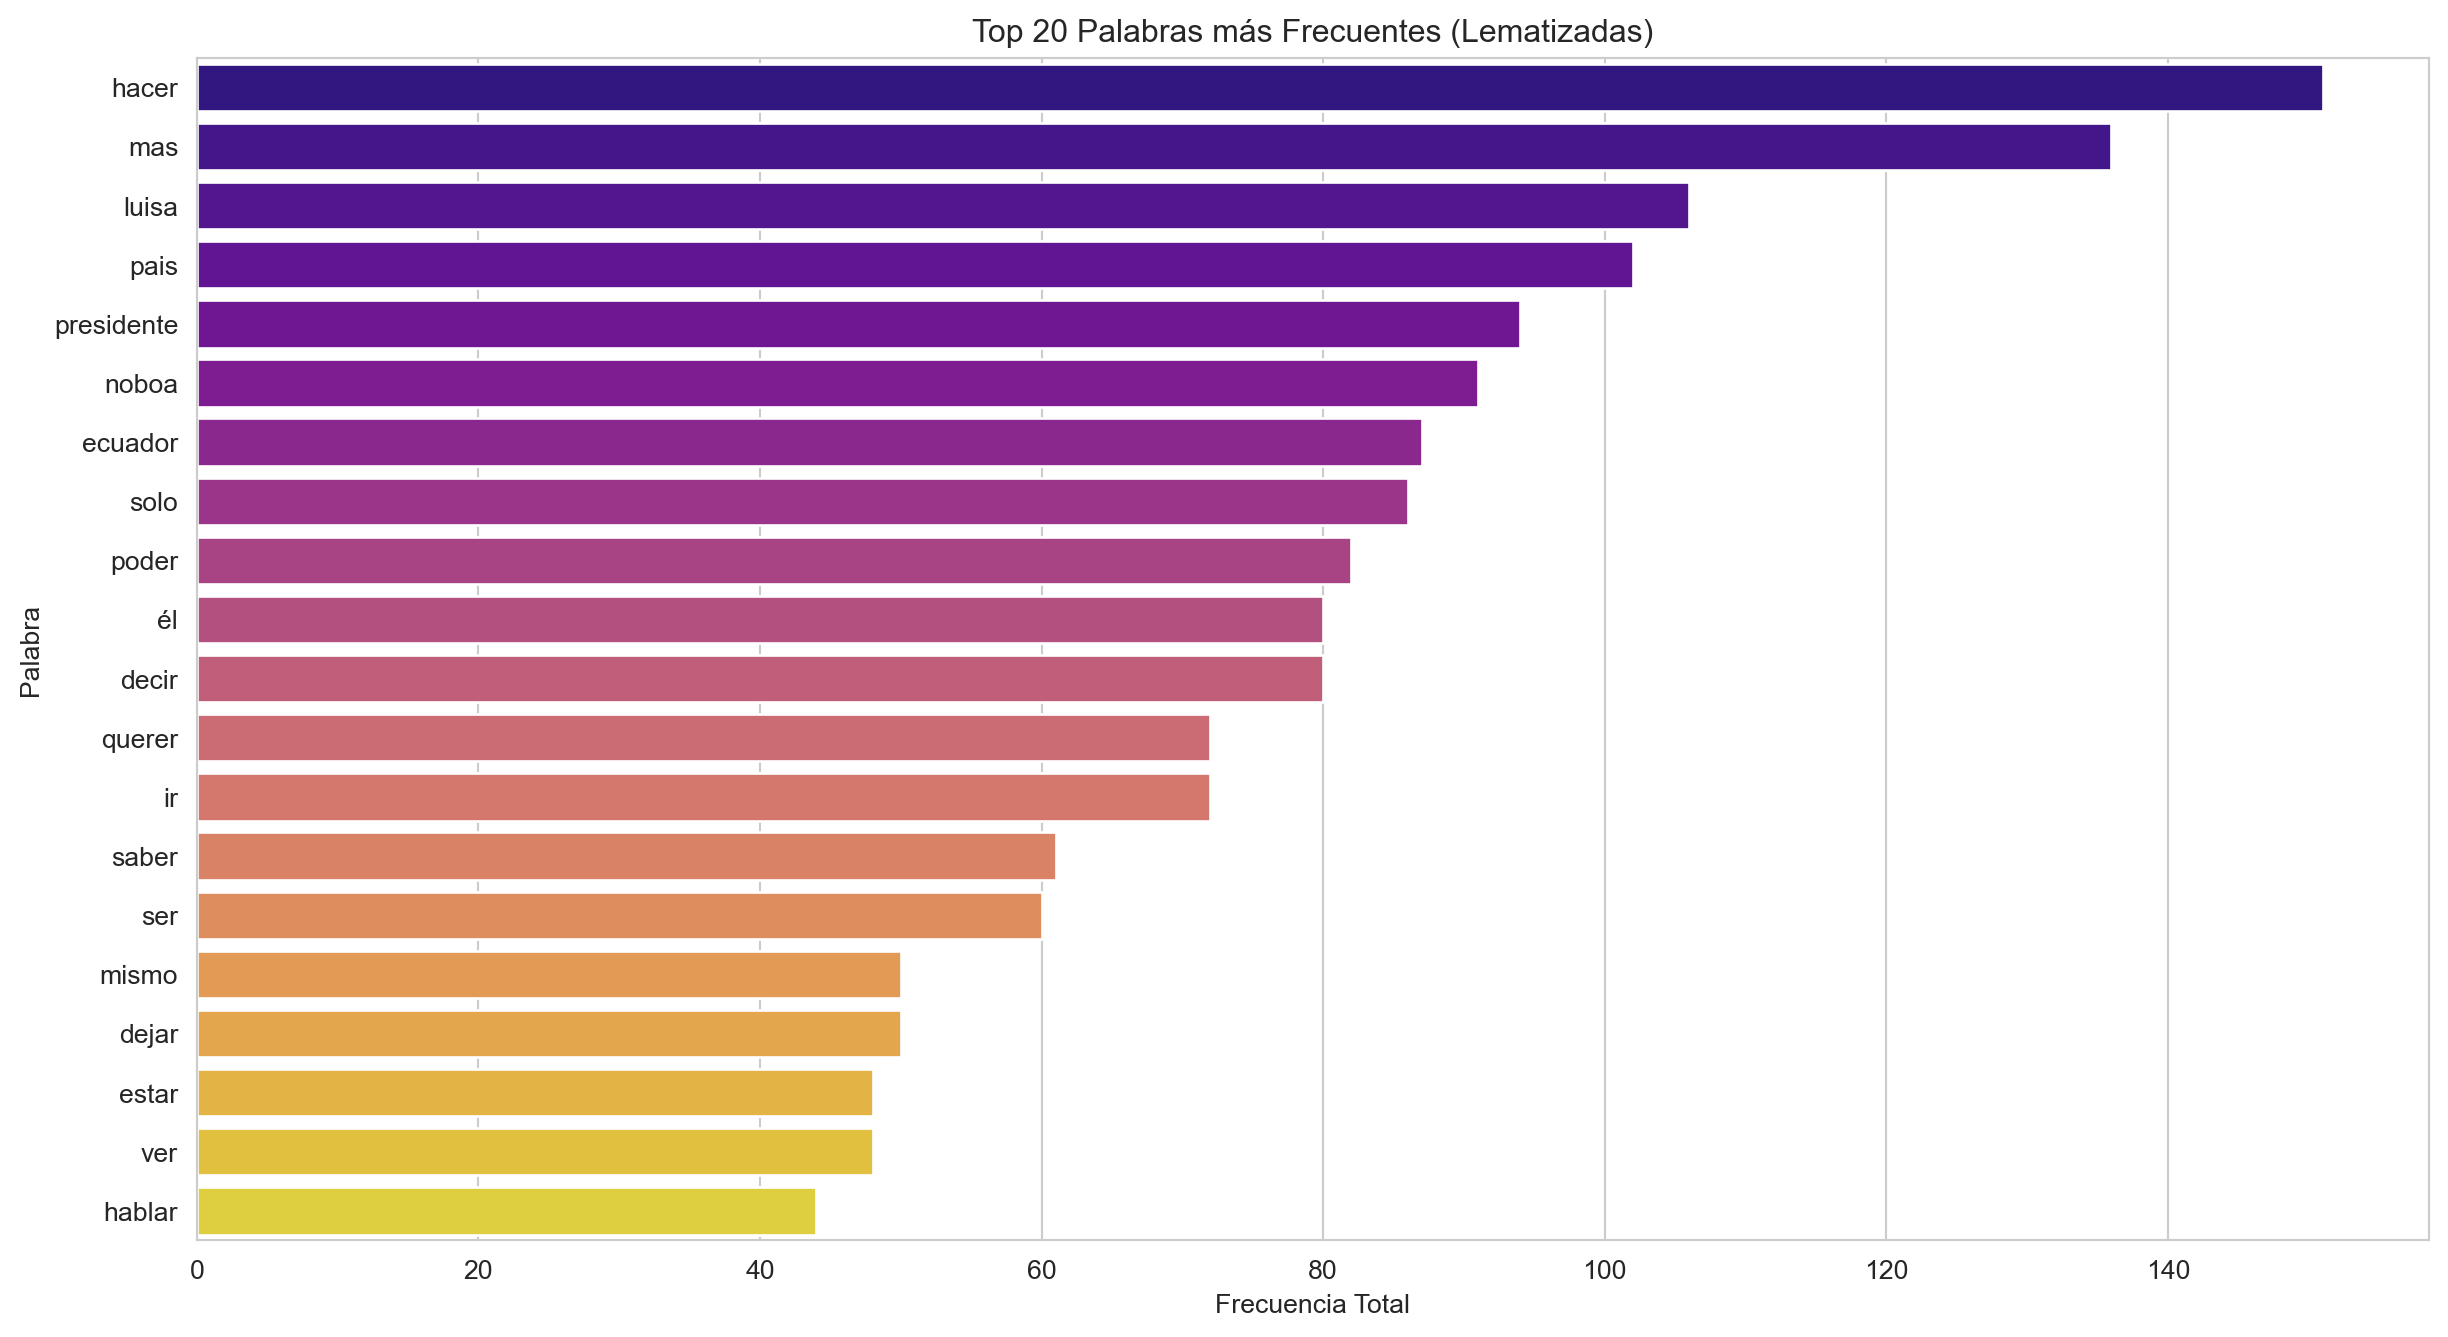 Top 20 Palabras más Frecuentes (Lematizadas)
Palabra
hacer
mas
luisa
pais
presidente
noboa
ecuador
solo
poder
él
decir
querer
ir
saber
ser
mismo
dejar
estar
ver
hablar
0 20 40 60 80 100 120 140
Frecuencia Total